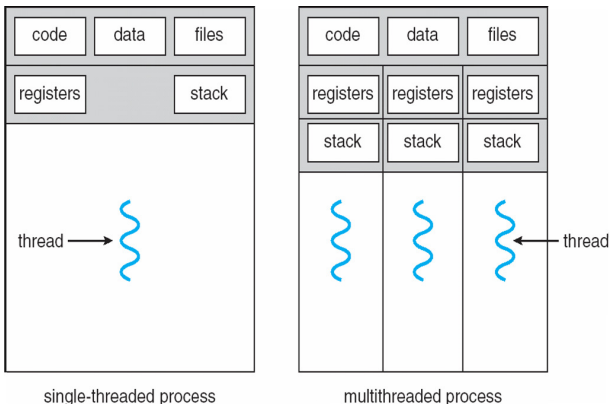 code data files
registers stack
thread
single-threaded process
code data files
registers registers registers
stack stack stack
thread
multithreaded process